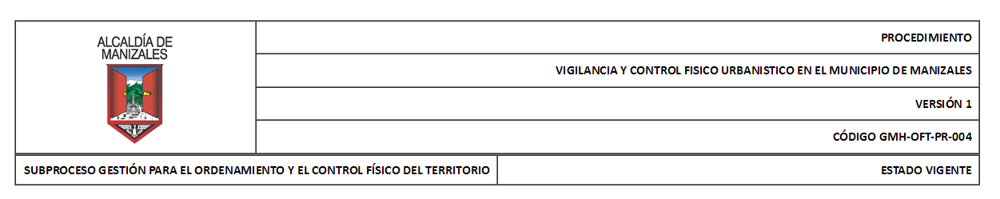 ALCALDÍA DE
MANIZALES
PROCEDIMIENTO
VIGILANCIA Y CONTROL FISICO URBANISTICO EN EL MUNICIPIO DE MANIZALES
VERSIÓN 1
CÓDIGO GMH-OFT-PR-004
SUBPROCESO GESTIÓN PARA EL ORDENAMIENTO Y EL CONTROL FÍSICO DEL TERRITORIO
ESTADO VIGENTE